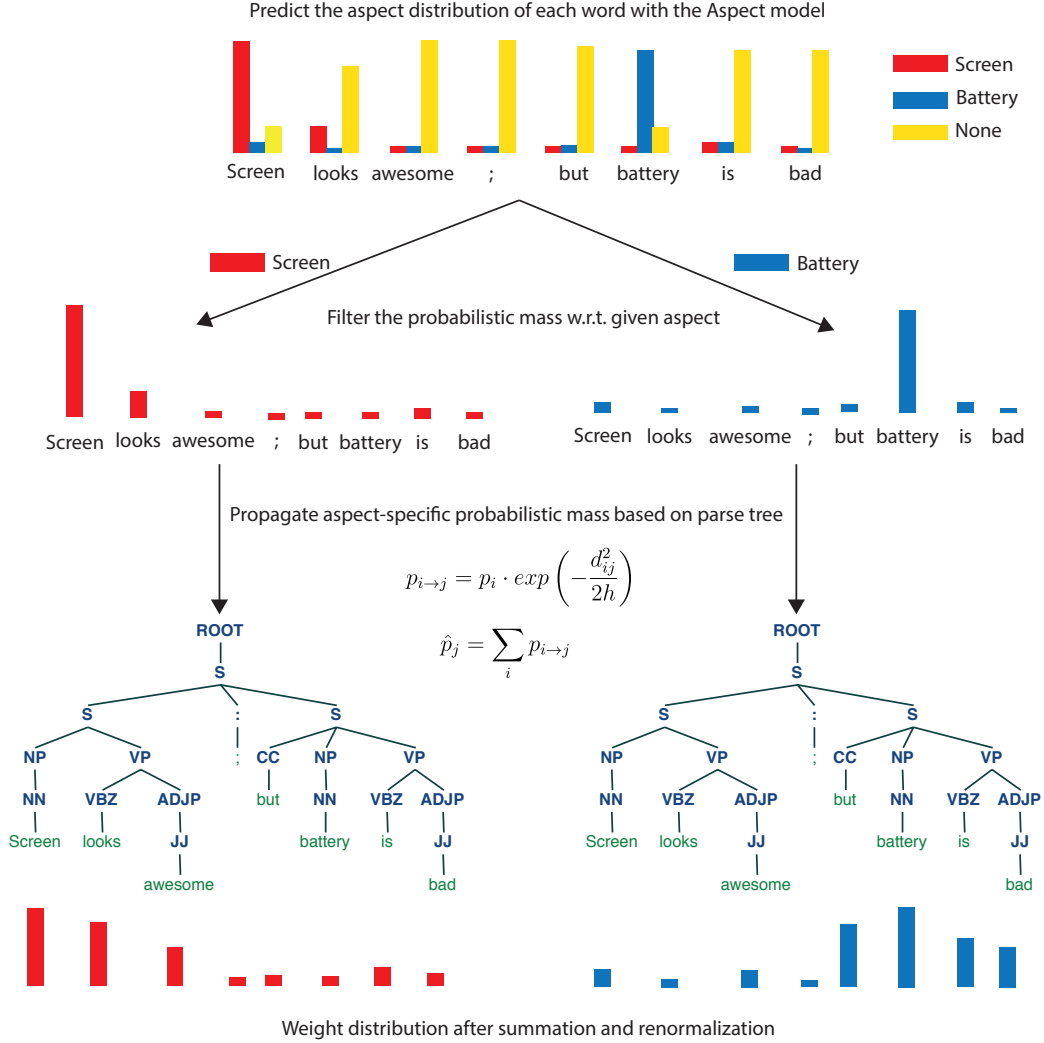 Predict the aspect distribution of each word with the Aspect model
Screen
Battery
None
Screen looks awesome ; but battery is bad
Screen
Battery
Filter the probabilistic mass w.r.t. given aspect
Screen looks awesome ; but battery is bad
Screen looks awesome ; but battery is bad
Propagate aspect-specific probabilistic mass based on parse tree
p_{i→j} = p_i · exp ( − d_{ij}^2 / 2h )
p̂_j = ∑_i p_{i→j}
ROOT
S
S : S
NP VP ; CC NP VP
NN VBZ ADJP but NN VBZ ADJP
Screen looks JJ battery is JJ
awesome bad
ROOT
S
S : S
NP VP ; CC NP VP
NN VBZ ADJP but NN VBZ ADJP
Screen looks JJ battery is JJ
awesome bad
Weight distribution after summation and renormalization